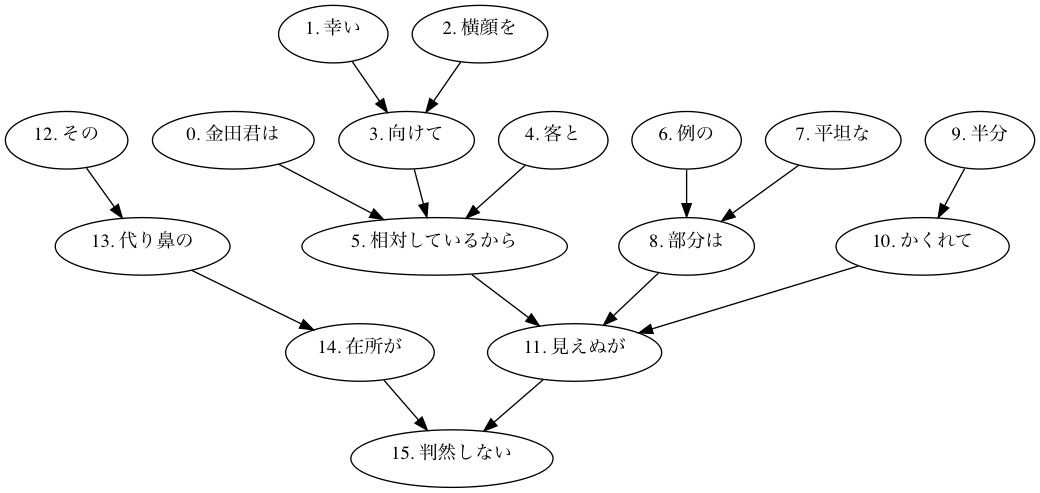 1. 幸い
2. 横顔を
12. その
0. 金田君は
3. 向けて
4. 客と
6. 例の
7. 平坦な
9. 半分
13. 代り鼻の
5. 相対しているから
8. 部分は
10. かくれて
14. 在所が
11. 見えぬが
15. 判然しない